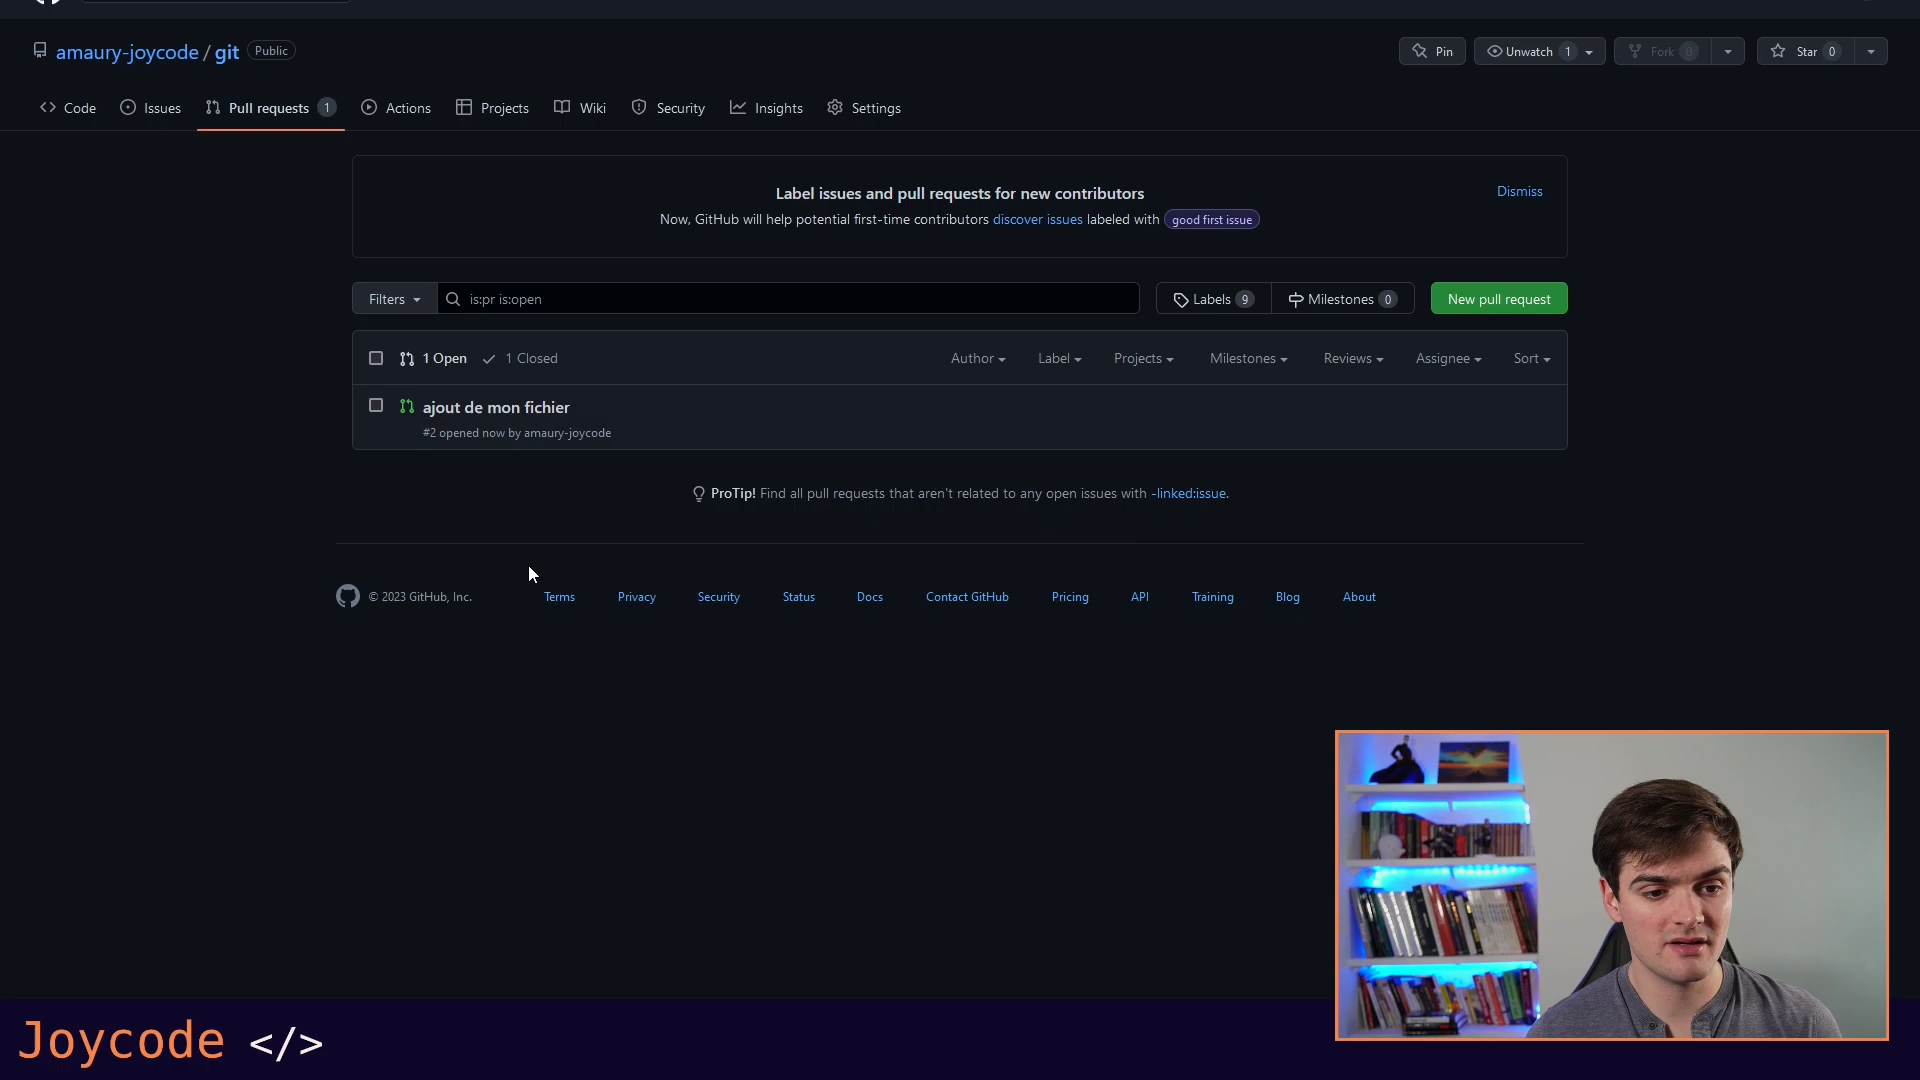 amaury-joycode / git Public
Pin Unwatch 1 Fork 0 Star 0
Code Issues Pull requests 1 Actions Projects Wiki Security Insights Settings
Label issues and pull requests for new contributors
Dismiss
Now, GitHub will help potential first-time contributors discover issues labeled with good first issue
Filters is:pr is:open Labels 9 Milestones 0 New pull request
1 Open 1 Closed Author Label Projects Milestones Reviews Assignee Sort
ajout de mon fichier
#2 opened now by amaury-joycode
ProTip! Find all pull requests that aren't related to any open issues with -linked:issue.
© 2023 GitHub, Inc. Terms Privacy Security Status Docs Contact GitHub Pricing API Training Blog About
Joycode </>